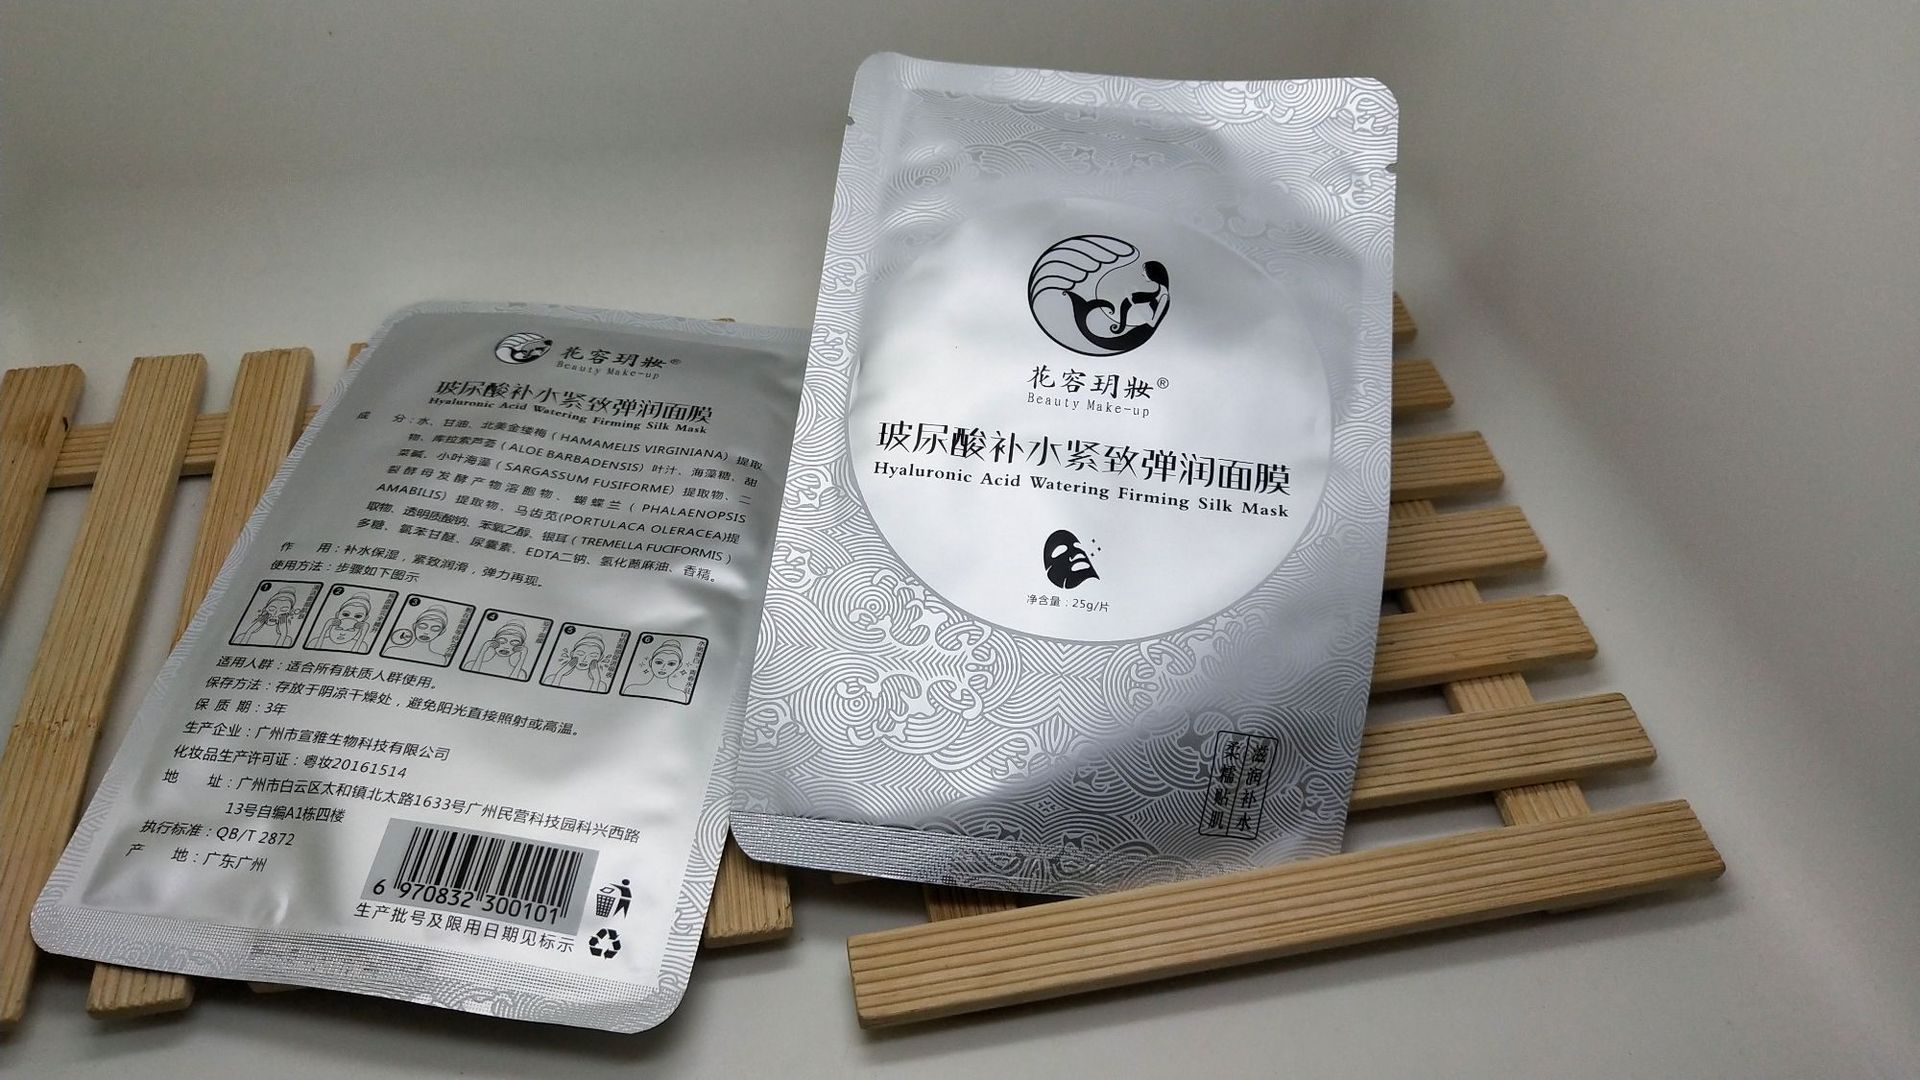 花容玥妝®
Beauty Make-up
玻尿酸补水紧致弹润面膜
Hyaluronic Acid Watering Firming Silk Mask
成 分：水、甘油、北美金缕梅（HAMAMELIS VIRGINIANA）提取
物、库拉索芦荟（ALOE BARBADENSIS）叶汁、海藻糖、甜
菜碱、小叶海藻（SARGASSUM FUSIFORME）提取物、二
裂酵母发酵产物溶胞物、蝴蝶兰（PHALAENOPSIS
AMABILIS）提取物、马齿苋(PORTULACA OLERACEA)提
取物、透明质酸钠、苯氧乙醇、银耳（TREMELLA FUCIFORMIS）
多糖、氯苯甘醚、尿囊素、EDTA二钠、氢化蓖麻油、香精。
作 用：补水保湿，紧致润滑，弹力再现。
使用方法：步骤如下图示
1
2
3
4
5
6
适用人群：适合所有肤质人群使用。
保存方法：存放于阴凉干燥处，避免阳光直接照射或高温。
保 质 期：3年
生产企业：广州市宣雅生物科技有限公司
化妆品生产许可证：粤妆20161514
地 址：广州市白云区太和镇北太路1633号广州民营科技园科兴西路
13号自编A1栋四楼
执行标准：QB/T 2872
产 地：广东广州
6 970832 300101
生产批号及限用日期见标示
花容玥妝®
Beauty Make-up
玻尿酸补水紧致弹润面膜
Hyaluronic Acid Watering Firming Silk Mask
净含量：25g/片
滋润补水
柔糯贴肌